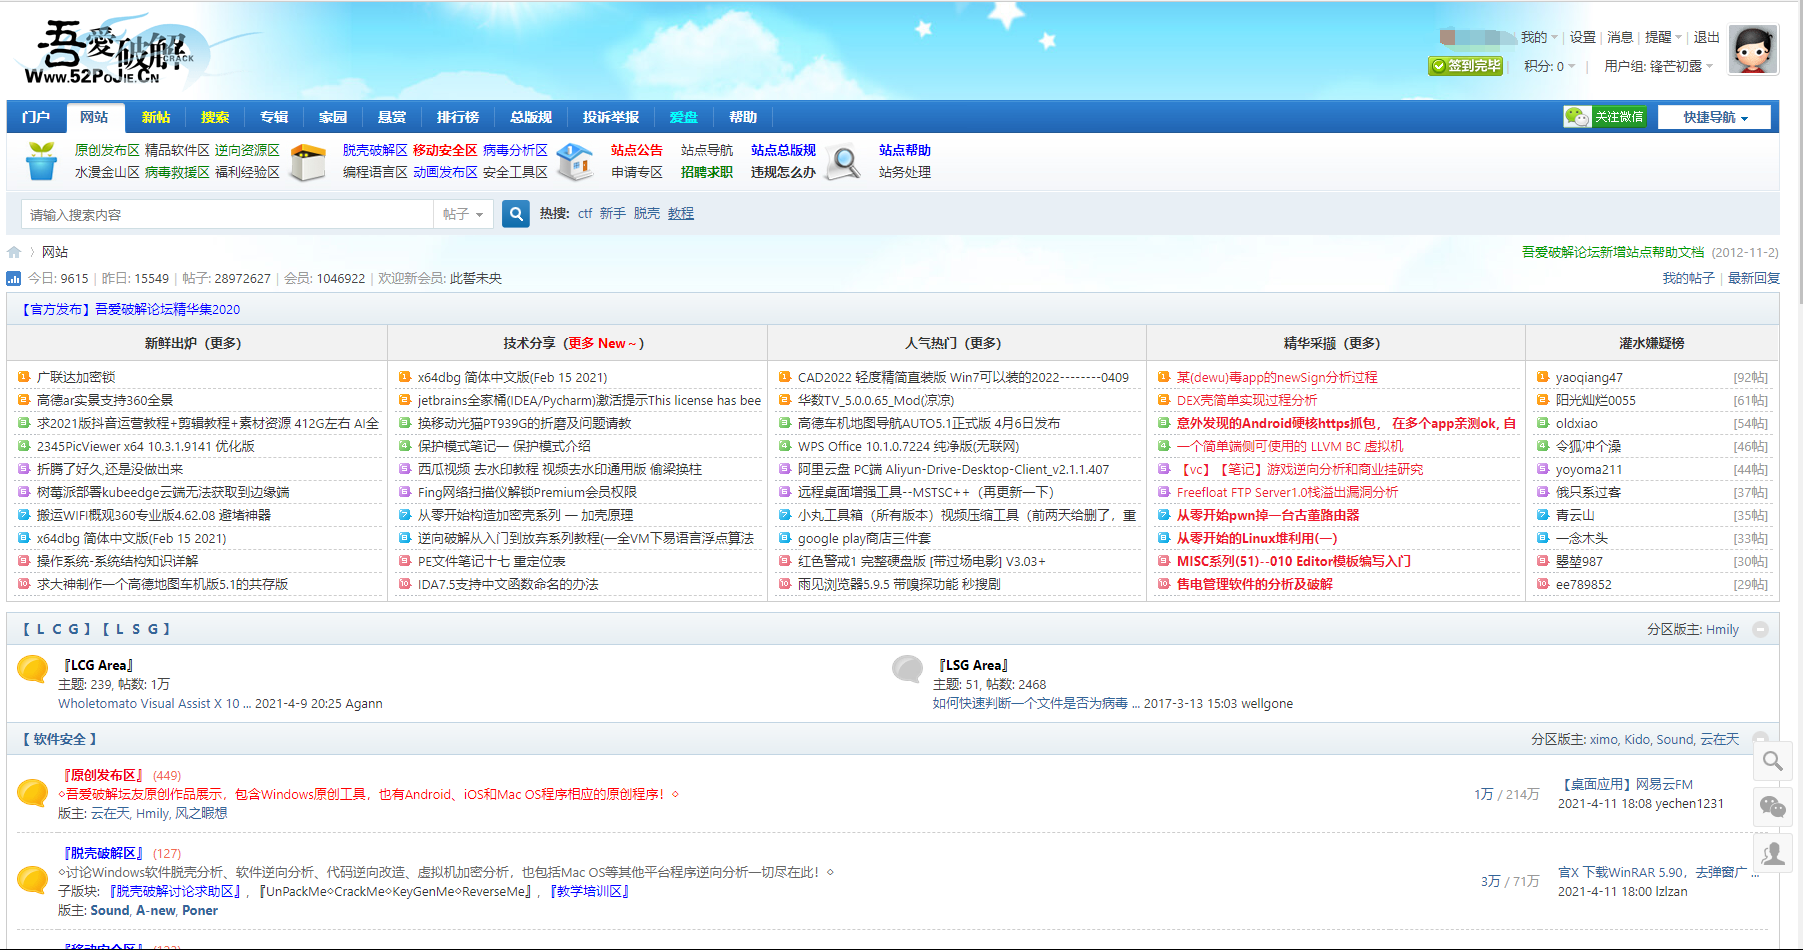 吾愛破解
CRACK
Www.52PoJie.Cn
我的 设置 消息 提醒 退出
签到完毕 积分: 0 用户组: 锋芒初露
门户 网站 新帖 搜索 专辑 家园 悬赏 排行榜 总版规 投诉举报 爱盘 帮助 关注微信 快捷导航
原创发布区 精品软件区 逆向资源区 脱壳破解区 移动安全区 病毒分析区 站点公告 站点导航 站点总版规 站点帮助
水漫金山区 病毒救援区 福利经验区 编程语言区 动画发布区 安全工具区 申请专区 招聘求职 违规怎么办 站务处理
请输入搜索内容 帖子 热搜: ctf 新手 脱壳 教程
网站 吾爱破解论坛新增站点帮助文档 (2012-11-2)
今日: 9615 | 昨日: 15549 | 帖子: 28972627 | 会员: 1046922 | 欢迎新会员: 此誓未央 我的帖子 | 最新回复
【官方发布】吾爱破解论坛精华集2020
新鲜出炉（更多） 技术分享（更多 New ~ ） 人气热门（更多） 精华采撷（更多） 灌水嫌疑榜
1 广联达加密锁 1 x64dbg 简体中文版(Feb 15 2021) 1 CAD2022 轻度精简直装版 Win7可以装的2022--------0409 1 某(dewu)毒app的newSign分析过程 1 yaoqiang47 [92帖]
2 高德ar实景支持360全景 2 jetbrains全家桶(IDEA/Pycharm)激活提示This license has bee 2 华数TV_5.0.0.65_Mod(凉凉) 2 DEX壳简单实现过程分析 2 阳光灿烂0055 [61帖]
3 求2021版抖音运营教程+剪辑教程+素材资源 412G左右 AI全 3 换移动光猫PT939G的折磨及问题请教 3 高德车机地图导航AUTO5.1正式版 4月6日发布 3 意外发现的Android硬核https抓包， 在多个app亲测ok, 自 3 oldxiao [54帖]
4 2345PicViewer x64 10.3.1.9141 优化版 4 保护模式笔记一 保护模式介绍 4 WPS Office 10.1.0.7224 纯净版(无联网) 4 一个简单端侧可使用的 LLVM BC 虚拟机 4 令狐冲个澡 [46帖]
5 折腾了好久,还是没做出来 5 西瓜视频 去水印教程 视频去水印通用版 偷梁换柱 5 阿里云盘 PC端 Aliyun-Drive-Desktop-Client_v2.1.1.407 5 【vc】【笔记】游戏逆向分析和商业挂研究 5 yoyoma211 [44帖]
6 树莓派部署kubeedge云端无法获取到边缘端 6 Fing网络扫描仪解锁Premium会员权限 6 远程桌面增强工具--MSTSC++（再更新一下） 6 Freefloat FTP Server1.0栈溢出漏洞分析 6 俄只系过客 [37帖]
7 搬运WIFI概观360专业版4.62.08 避堵神器 7 从零开始构造加密壳系列 一 加壳原理 7 小丸工具箱（所有版本）视频压缩工具（前两天给删了，重 7 从零开始pwn掉一台古董路由器 7 青云山 [35帖]
8 x64dbg 简体中文版(Feb 15 2021) 8 逆向破解从入门到放弃系列教程(一全VM下易语言浮点算法 8 google play商店三件套 8 从零开始的Linux堆利用(一) 8 一念木头 [33帖]
9 操作系统-系统结构知识详解 9 PE文件笔记十七 重定位表 9 红色警戒1 完整硬盘版 [带过场电影] V3.03+ 9 MISC系列(51)--010 Editor模板编写入门 9 987 [30帖]
10 求大神制作一个高德地图车机版5.1的共存版 10 IDA7.5支持中文函数命名的办法 10 雨见浏览器5.9.5 带嗅探功能 秒搜剧 10 售电管理软件的分析及破解 10 ee789852 [29帖]
【 L C G 】【 L S G 】 分区版主: Hmily
『LCG Area』 『LSG Area』
主题: 239, 帖数: 1万 主题: 51, 帖数: 2468
Wholetomato Visual Assist X 10 ... 2021-4-9 20:25 Agann 如何快速判断一个文件是否为病毒 ... 2017-3-13 15:03 wellgone
【 软件安全 】 分区版主: ximo, Kido, Sound, 云在天
『原创发布区』 (449)
◇吾爱破解坛友原创作品展示，包含Windows原创工具，也有Android、iOS和Mac OS程序相应的原创程序！◇
版主: 云在天, Hmily, 风之暇想
1万 / 214万
【桌面应用】网易云FM
2021-4-11 18:08 yechen1231
『脱壳破解区』 (127)
◇讨论Windows软件脱壳分析、软件逆向分析、代码逆向改造、虚拟机加密分析，也包括Mac OS等其他平台程序逆向分析一切尽在此！◇
子版块: 『脱壳破解讨论求助区』, 『UnPackMe◇CrackMe◇KeyGenMe◇ReverseMe』, 『教学培训区』
版主: Sound, A-new, Poner
3万 / 71万
官X 下载WinRAR 5.90，去弹窗广 ...
2021-4-11 18:00 lzlzan
『移动安全区』